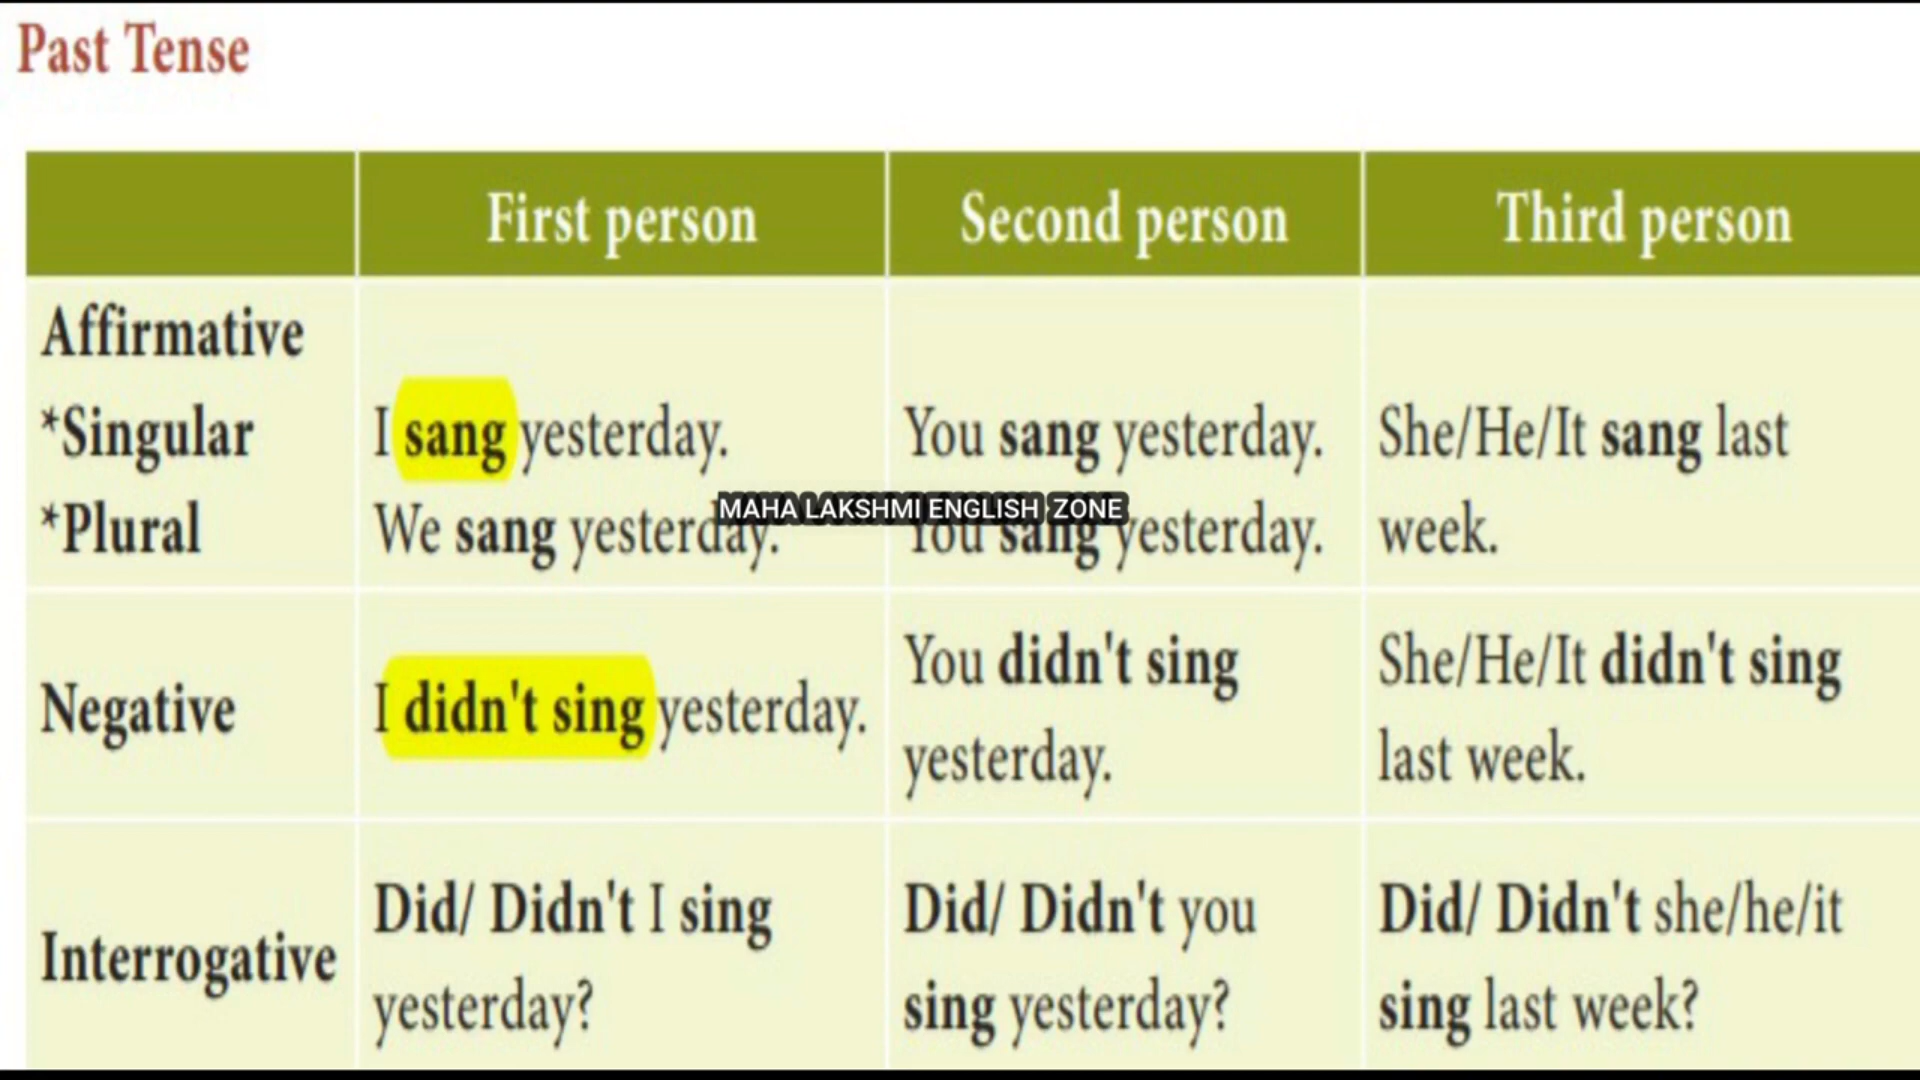 Past Tense
First person Second person Third person
Affirmative
*Singular I sang yesterday. You sang yesterday. She/He/It sang last
*Plural We sang yesterday. You sang yesterday. week.
MAHA LAKSHMI ENGLISH ZONE
Negative I didn't sing yesterday. You didn't sing yesterday. She/He/It didn't sing last week.
Interrogative Did/ Didn't I sing yesterday? Did/ Didn't you sing yesterday? Did/ Didn't she/he/it sing last week?